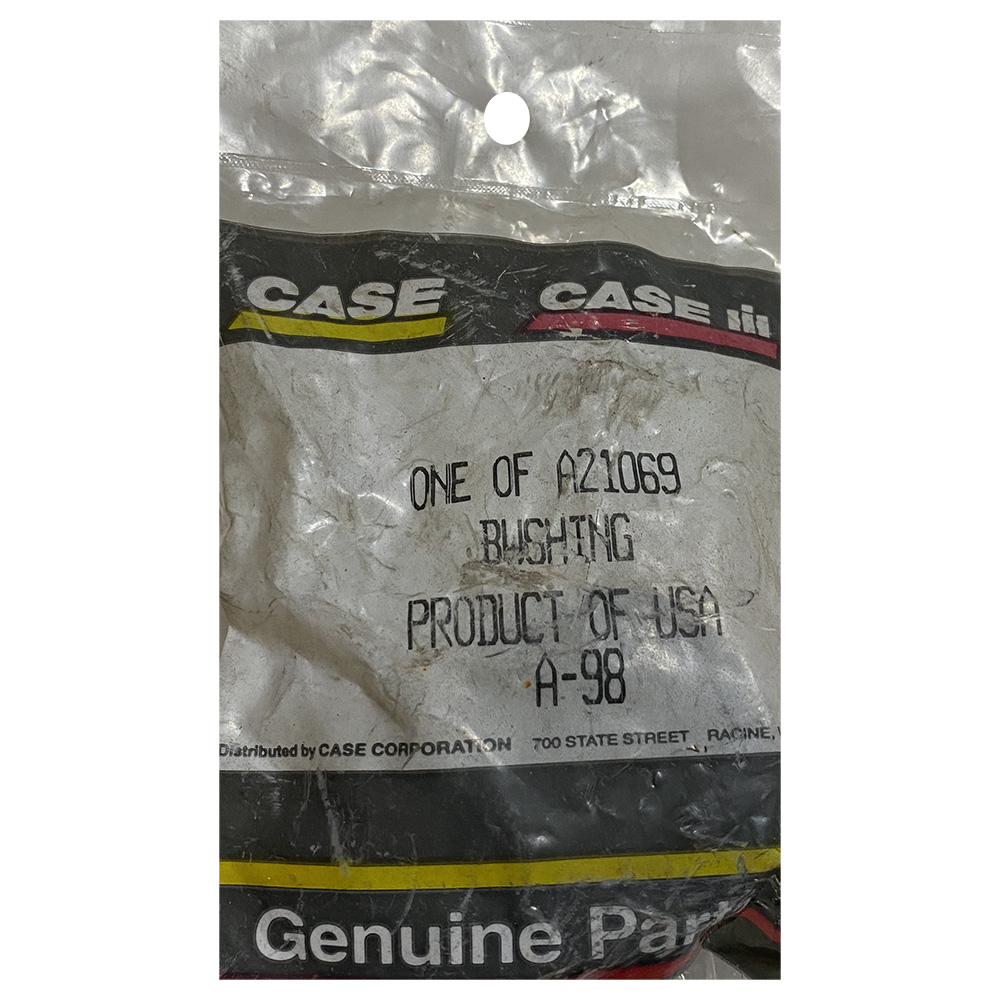 CASE CASE IH
ONE OF A21069
BUSHING
PRODUCT OF USA
A-98
Distributed by CASE CORPORATION 700 STATE STREET RACINE,
Genuine Par